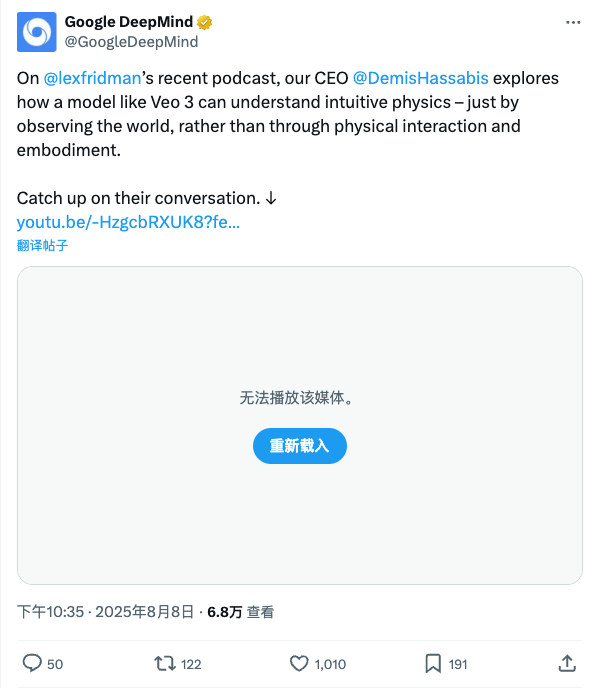 Google DeepMind
@GoogleDeepMind
On @lexfridman’s recent podcast, our CEO @DemisHassabis explores
how a model like Veo 3 can understand intuitive physics – just by
observing the world, rather than through physical interaction and
embodiment.
Catch up on their conversation. ↓
youtu.be/-HzgcbRXUK8?fe...
翻译帖子
无法播放该媒体。
重新载入
下午10:35 · 2025年8月8日 · 6.8万 查看
50 122 1,010 191